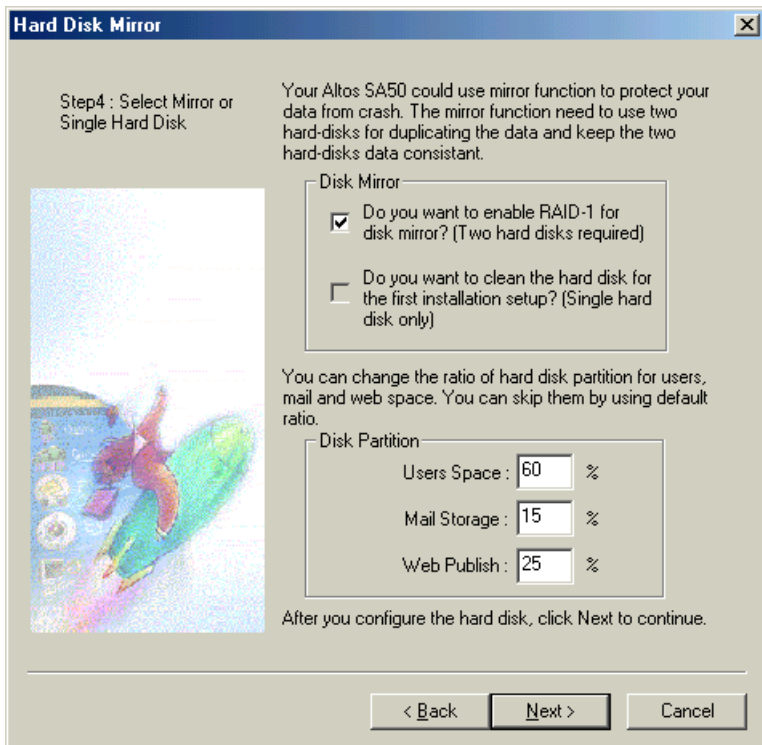 Hard Disk Mirror
Step4 : Select Mirror or
Single Hard Disk
Your Altos SA50 could use mirror function to protect your
data from crash. The mirror function need to use two
hard-disks for duplicating the data and keep the two
hard-disks data consistant.
Disk Mirror
Do you want to enable RAID-1 for
disk mirror? (Two hard disks required)
Do you want to clean the hard disk for
the first installation setup? (Single hard
disk only)
You can change the ratio of hard disk partition for users,
mail and web space. You can skip them by using default
ratio.
Disk Partition
Users Space : 60 %
Mail Storage : 15 %
Web Publish : 25 %
After you configure the hard disk, click Next to continue.
< Back
Next >
Cancel